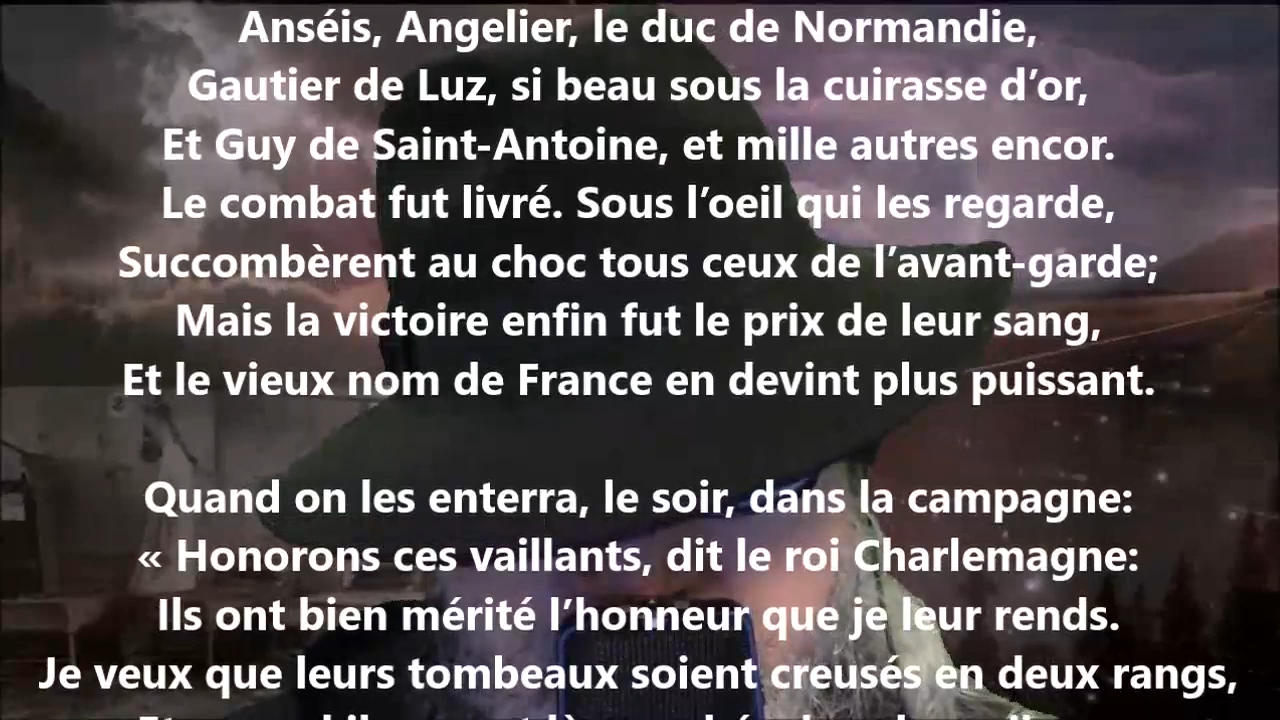 Anséis, Angelier, le duc de Normandie,
Gautier de Luz, si beau sous la cuirasse d’or,
Et Guy de Saint-Antoine, et mille autres encor.
Le combat fut livré. Sous l’oeil qui les regarde,
Succombèrent au choc tous ceux de l’avant-garde;
Mais la victoire enfin fut le prix de leur sang,
Et le vieux nom de France en devint plus puissant.
Quand on les enterra, le soir, dans la campagne:
« Honorons ces vaillants, dit le roi Charlemagne:
Ils ont bien mérité l’honneur que je leur rends.
Je veux que leurs tombeaux soient creusés en deux rangs,